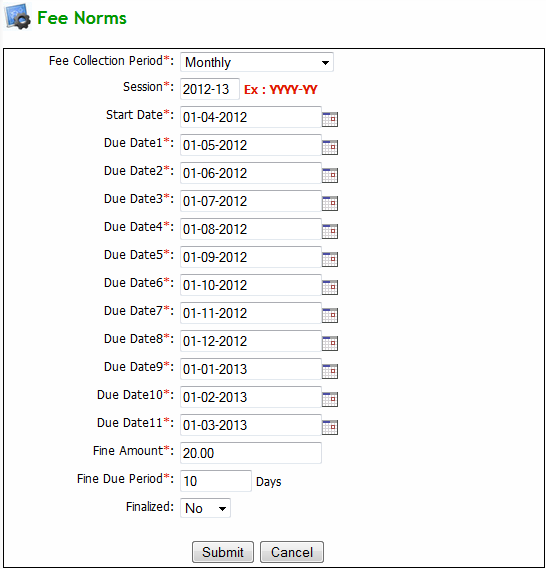 Fee Norms
Fee Collection Period*: Monthly
Session*: 2012-13 Ex : YYYY-YY
Start Date*: 01-04-2012
Due Date1*: 01-05-2012
Due Date2*: 01-06-2012
Due Date3*: 01-07-2012
Due Date4*: 01-08-2012
Due Date5*: 01-09-2012
Due Date6*: 01-10-2012
Due Date7*: 01-11-2012
Due Date8*: 01-12-2012
Due Date9*: 01-01-2013
Due Date10*: 01-02-2013
Due Date11*: 01-03-2013
Fine Amount*: 20.00
Fine Due Period*: 10 Days
Finalized: No
Submit Cancel